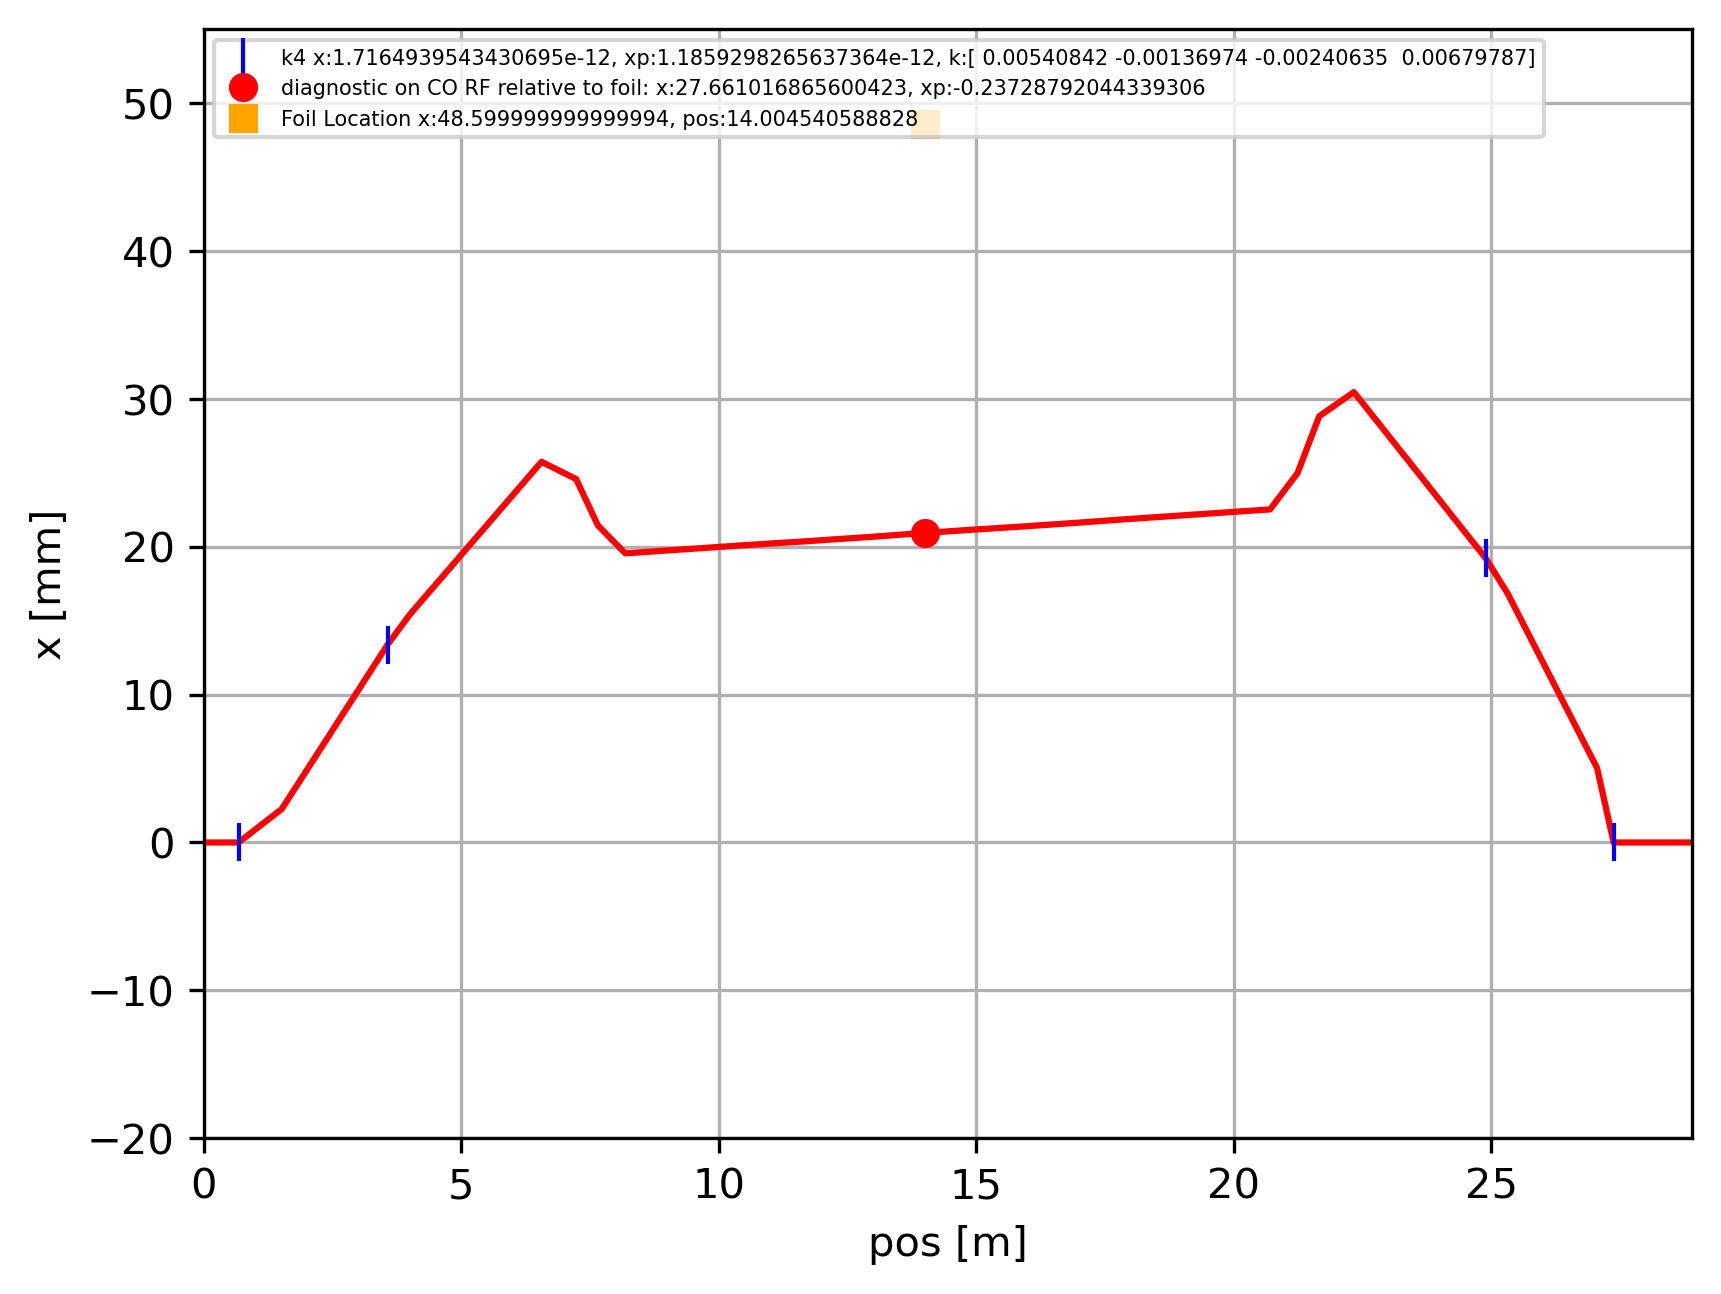 k4 x:1.7164939543430695e-12, xp:1.1859298265637364e-12, k:[ 0.00540842 -0.00136974 -0.00240635  0.00679787]
diagnostic on CO RF relative to foil: x:27.661016865600423, xp:-0.23728792044339306
Foil Location x:48.599999999999994, pos:14.004540588828
50
40
30
20
10
0
−10
−20
x [mm]
0 5 10 15 20 25
pos [m]